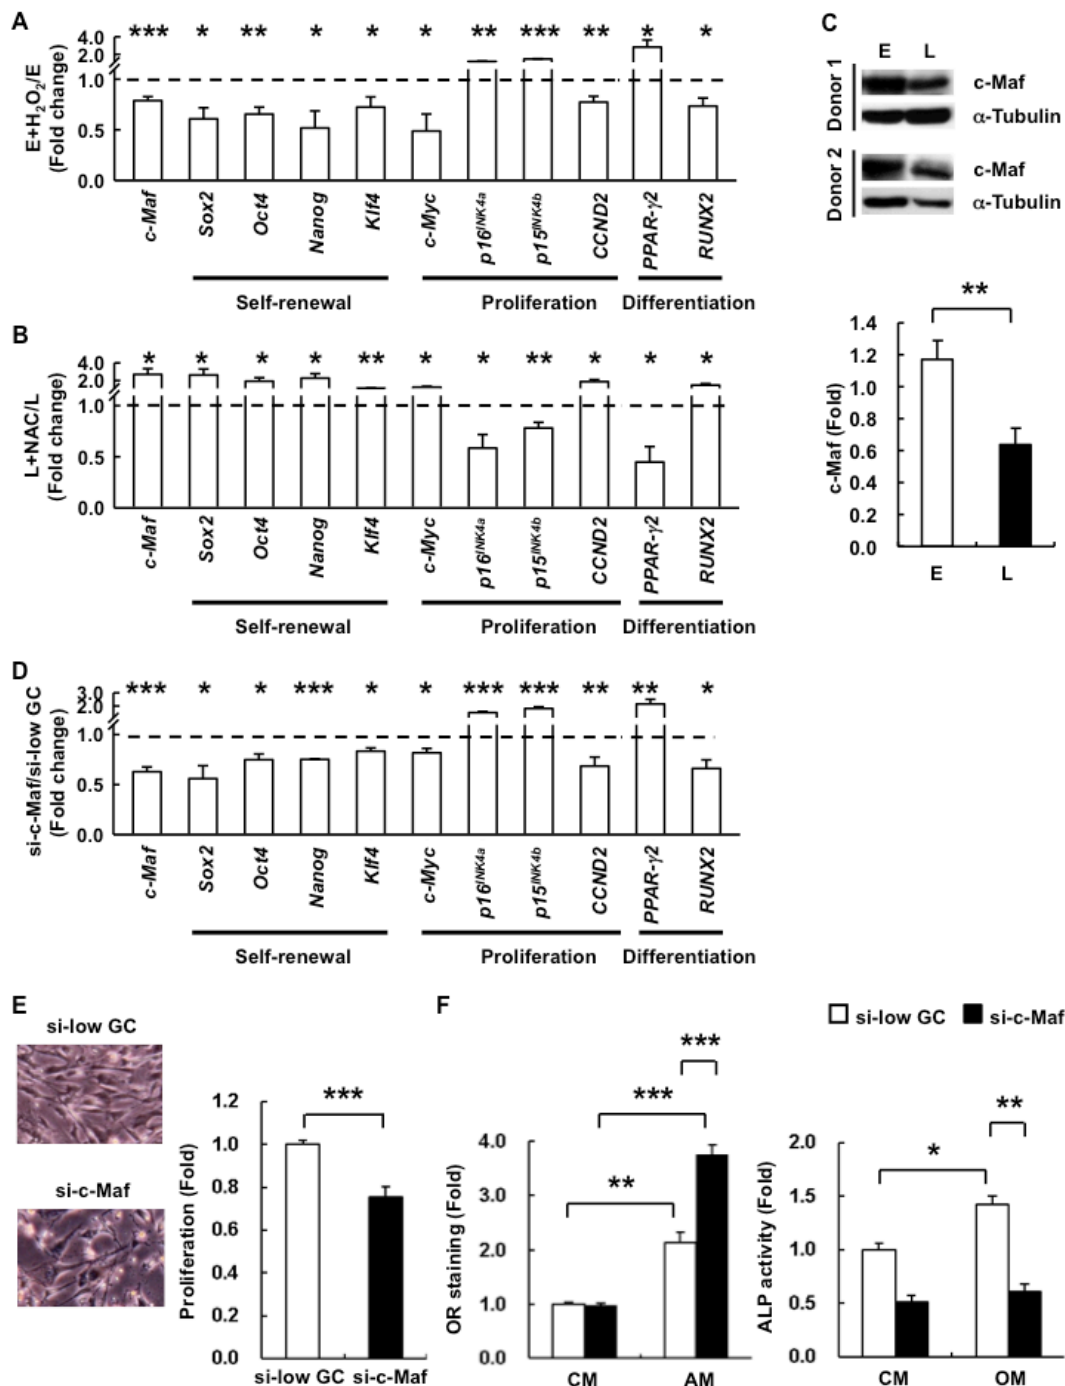 A
E+H2O2/E
(Fold change)
4.0
2.0
1.0
0.5
0.0
*** * ** * * * ** *** ** * *
c-Maf Sox2 Oct4 Nanog Klf4 c-Myc p16INK4a p15INK4b CCND2 PPAR-γ2 RUNX2
Self-renewal Proliferation Differentiation
B
L+NAC/L
(Fold change)
4.0
2.0
1.0
0.5
0.0
* * * * ** * * ** * * *
c-Maf Sox2 Oct4 Nanog Klf4 c-Myc p16INK4a p15INK4b CCND2 PPAR-γ2 RUNX2
Self-renewal Proliferation Differentiation
C
E L
Donor 1
c-Maf
α-Tubulin
Donor 2
c-Maf
α-Tubulin
**
c-Maf (Fold)
1.4
1.2
1.0
0.8
0.6
0.4
0.2
0.0
E L
D
si-c-Maf/si-low GC
(Fold change)
3.0
2.0
1.0
0.5
0.0
*** * * *** * * *** *** ** ** *
c-Maf Sox2 Oct4 Nanog Klf4 c-Myc p16INK4a p15INK4b CCND2 PPAR-γ2 RUNX2
Self-renewal Proliferation Differentiation
E
si-low GC
si-c-Maf
Proliferation (Fold)
1.2
1.0
0.8
0.6
0.4
0.2
0.0
***
si-low GC si-c-Maf
F
si-low GC si-c-Maf
OR staining (Fold)
4.0
3.0
2.0
1.0
0.0
***
***
**
CM AM
ALP activity (Fold)
2.0
1.5
1.0
0.5
0.0
**
*
CM OM